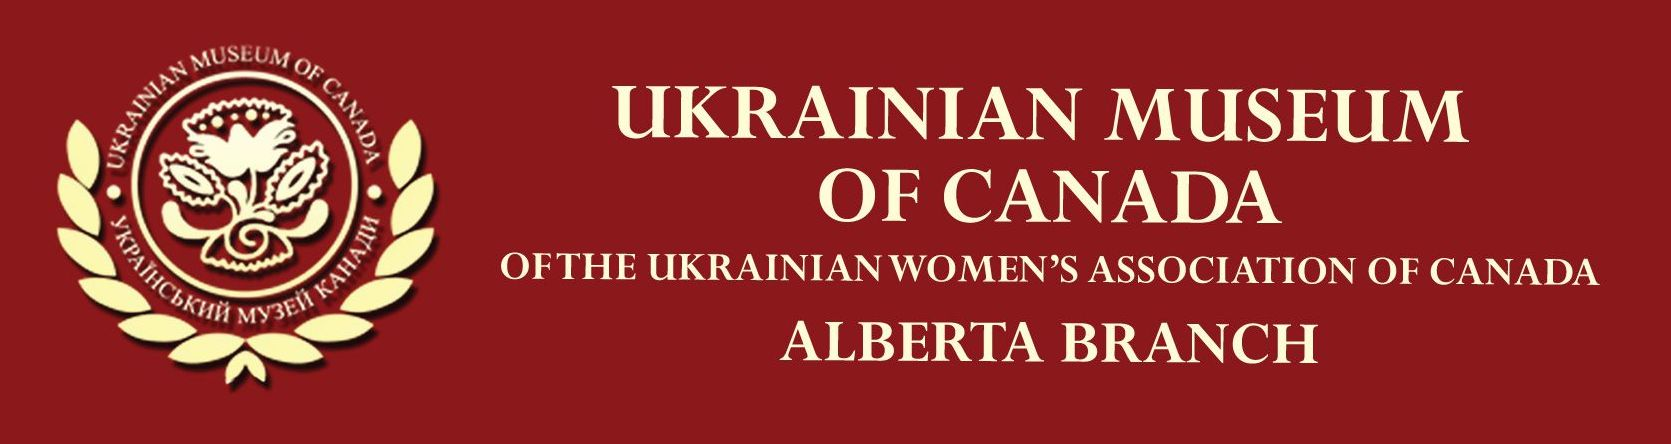 UKRAINIAN MUSEUM OF CANADA
УКРАЇНСЬКИЙ МУЗЕЙ КАНАДИ
UKRAINIAN MUSEUM
OF CANADA
OF THE UKRAINIAN WOMEN'S ASSOCIATION OF CANADA
ALBERTA BRANCH